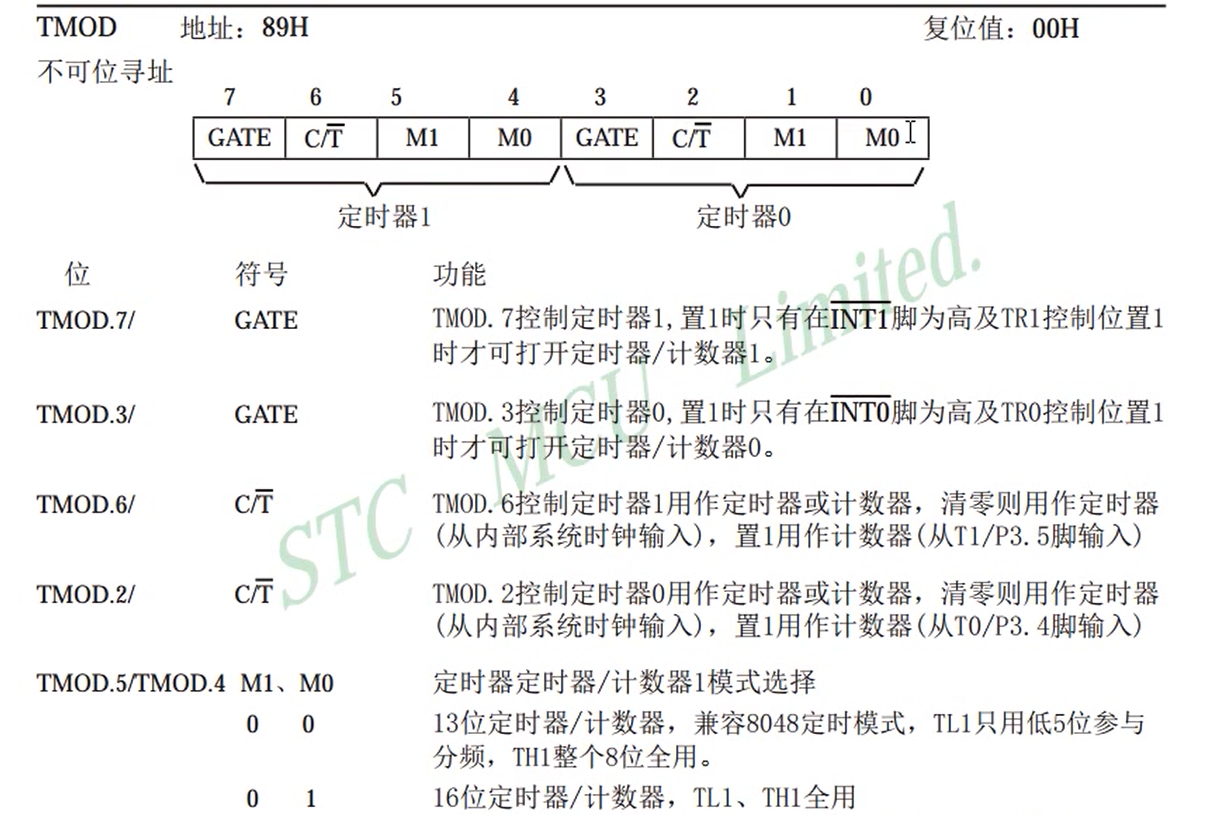 TMOD 地址：89H 复位值：00H
不可位寻址
7 6 5 4 3 2 1 0
GATE C/T̅ M1 M0 GATE C/T̅ M1 M0
定时器1 定时器0
位 符号 功能
TMOD.7/ GATE TMOD.7控制定时器1,置1时只有在I̅N̅T̅1̅脚为高及TR1控制位置1
时才可打开定时器/计数器1。
TMOD.3/ GATE TMOD.3控制定时器0,置1时只有在I̅N̅T̅0̅脚为高及TR0控制位置1
时才可打开定时器/计数器0。
TMOD.6/ C/T̅ TMOD.6控制定时器1用作定时器或计数器，清零则用作定时器
(从内部系统时钟输入)，置1用作计数器(从T1/P3.5脚输入)
TMOD.2/ C/T̅ TMOD.2控制定时器0用作定时器或计数器，清零则用作定时器
(从内部系统时钟输入)，置1用作计数器(从T0/P3.4脚输入)
TMOD.5/TMOD.4 M1、M0 定时器定时器/计数器1模式选择
0 0 13位定时器/计数器，兼容8048定时模式，TL1只用低5位参与
分频，TH1整个8位全用。
0 1 16位定时器/计数器，TL1、TH1全用
STC MCU Limited.